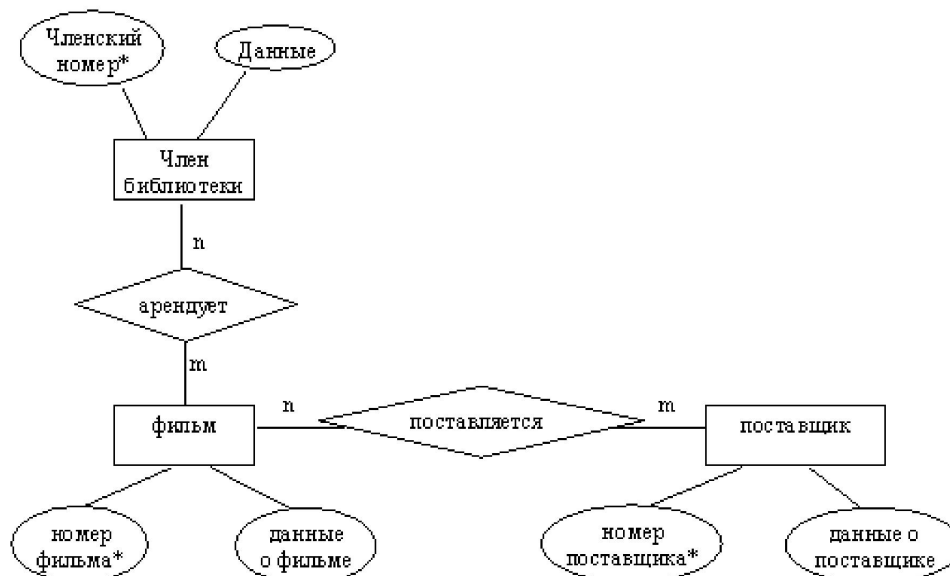 Членский
номер*
Данные
Член
библиотеки
n
арендует
m
фильм
n
поставляется
m
поставщик
номер
фильма*
данные
о фильме
номер
поставщика*
данные о
поставщике